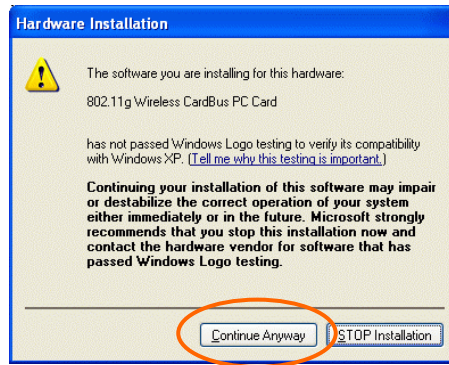 Hardware Installation
The software you are installing for this hardware:
802.11g Wireless CardBus PC Card
has not passed Windows Logo testing to verify its compatibility
with Windows XP. (Tell me why this testing is important.)
Continuing your installation of this software may impair
or destabilize the correct operation of your system
either immediately or in the future. Microsoft strongly
recommends that you stop this installation now and
contact the hardware vendor for software that has
passed Windows Logo testing.
Continue Anyway
STOP Installation